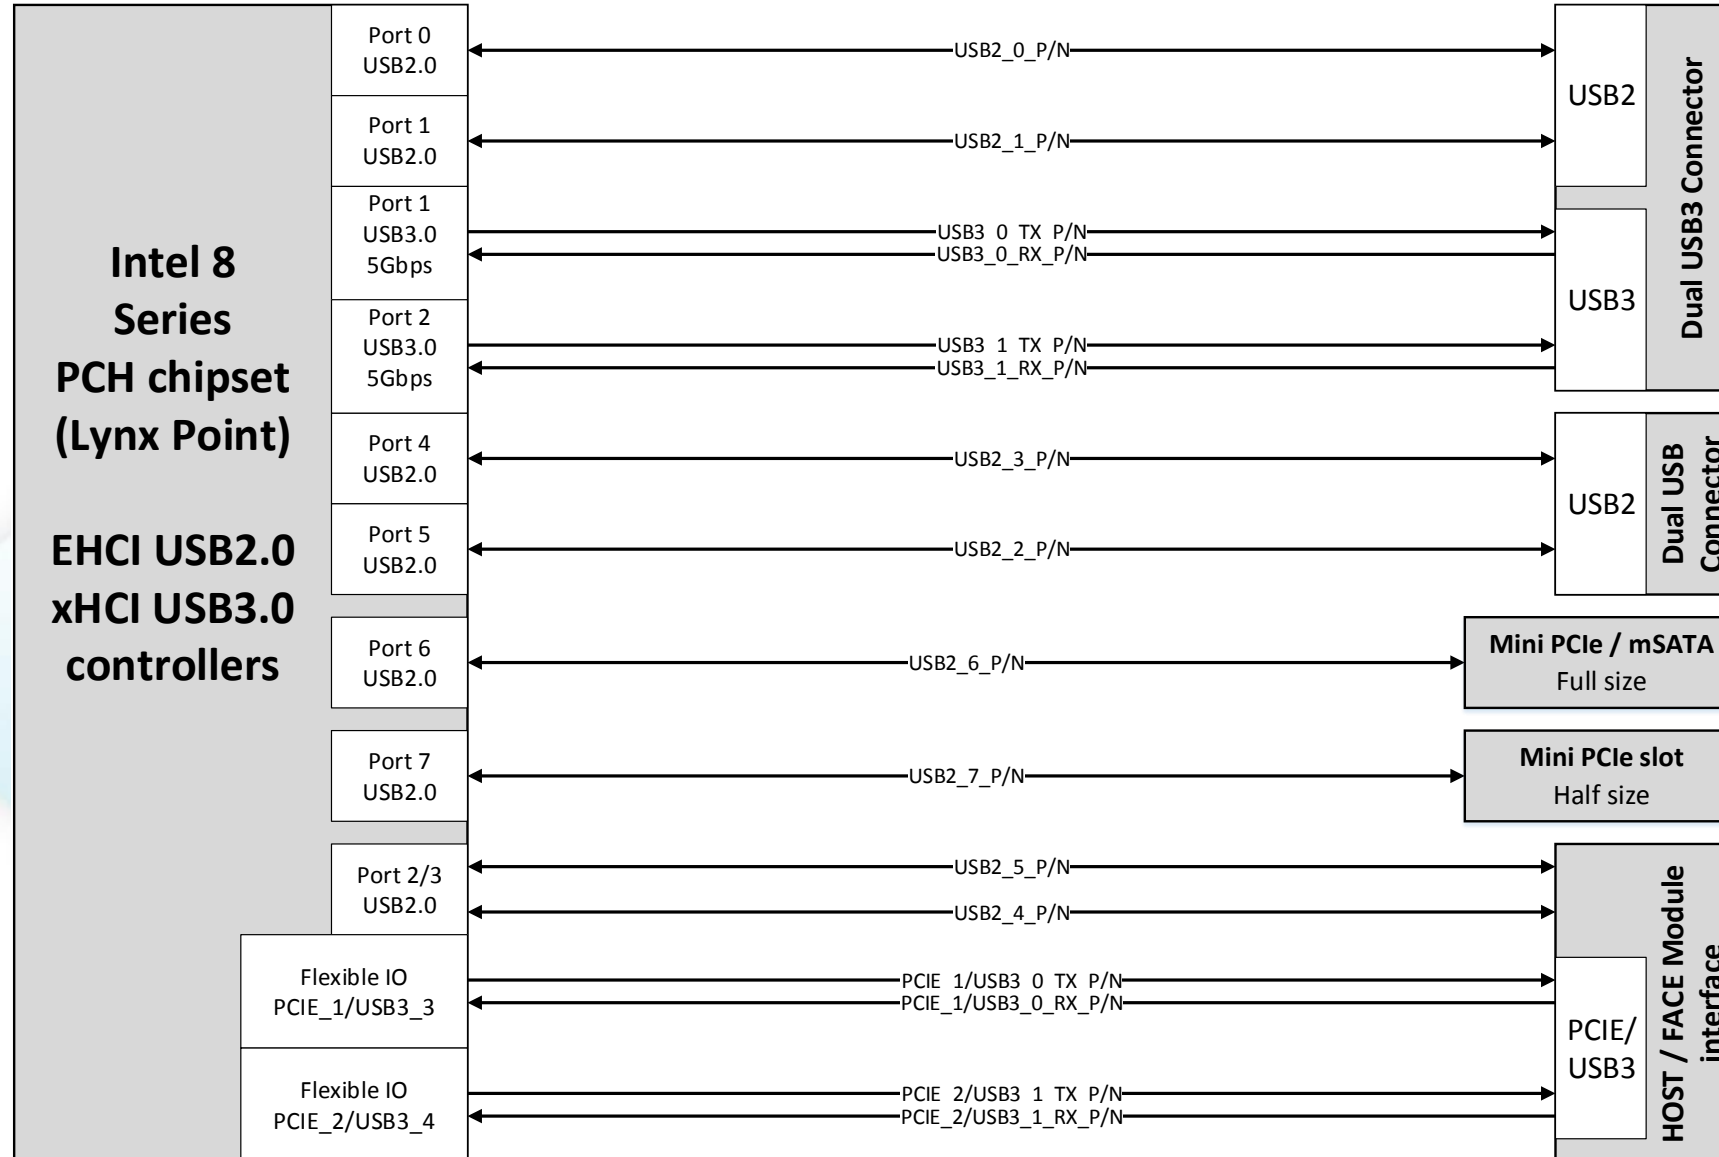 Intel 8
Series
PCH chipset
(Lynx Point)
EHCI USB2.0
xHCI USB3.0
controllers
Port 0
USB2.0
USB2_0_P/N
Port 1
USB2.0
USB2_1_P/N
Port 1
USB3.0
5Gbps
USB3_0_TX_P/N
USB3_0_RX_P/N
Port 2
USB3.0
5Gbps
USB3_1_TX_P/N
USB3_1_RX_P/N
USB2
USB3
Dual USB3 Connector
Port 4
USB2.0
USB2_3_P/N
Port 5
USB2.0
USB2_2_P/N
USB2
Dual USB
Connector
Port 6
USB2.0
USB2_6_P/N
Mini PCIe / mSATA
Full size
Port 7
USB2.0
USB2_7_P/N
Mini PCIe slot
Half size
Port 2/3
USB2.0
USB2_5_P/N
USB2_4_P/N
Flexible IO
PCIE_1/USB3_3
PCIE_1/USB3_0_TX_P/N
PCIE_1/USB3_0_RX_P/N
Flexible IO
PCIE_2/USB3_4
PCIE_2/USB3_1_TX_P/N
PCIE_2/USB3_1_RX_P/N
PCIE/
USB3
HOST / FACE Module
interface